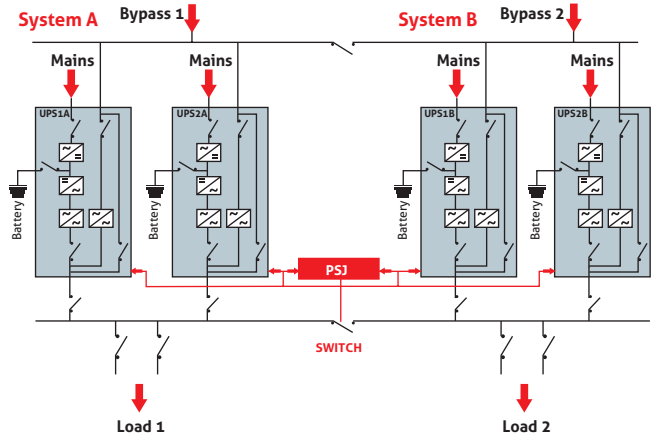 Bypass 1
Bypass 2
System A
System B
Mains
Mains
Mains
Mains
UPS1A
UPS2A
UPS1B
UPS2B
Battery
Battery
Battery
Battery
PSJ
SWITCH
Load 1
Load 2